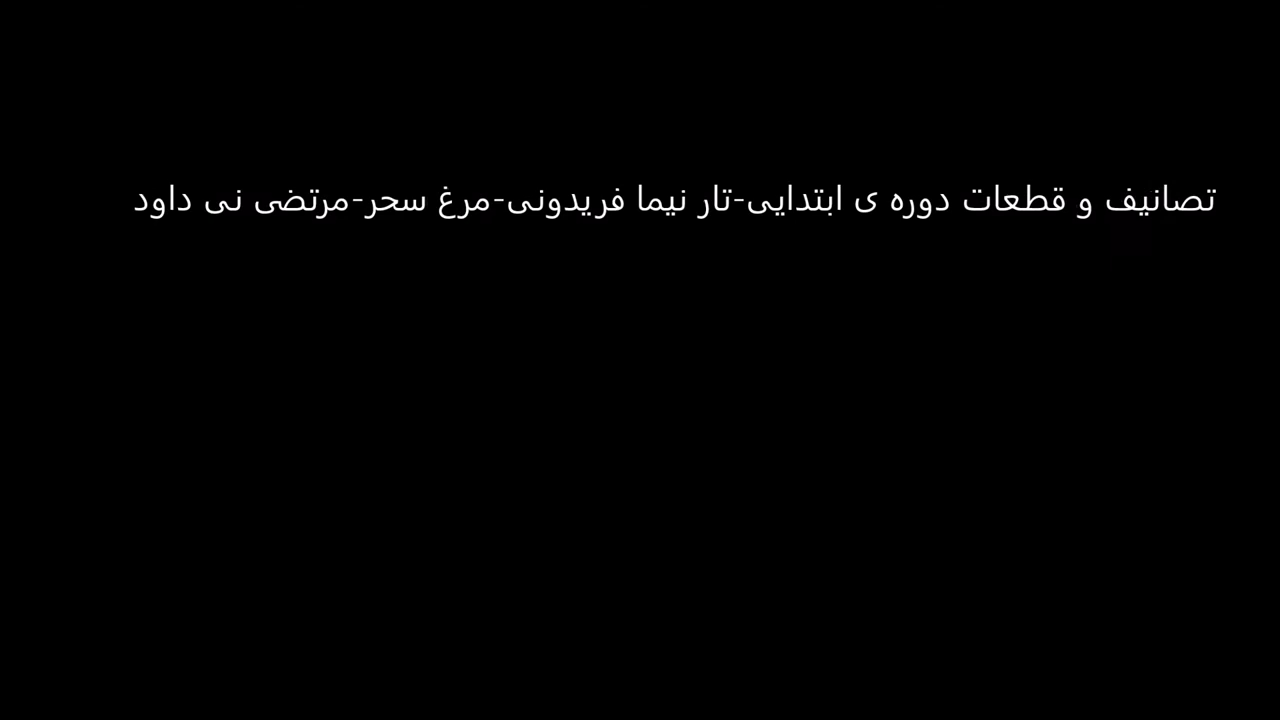 تصانیف و قطعات دوره ی ابتدایی-تار نیما فریدونی-مرغ سحر-مرتضی نی داود